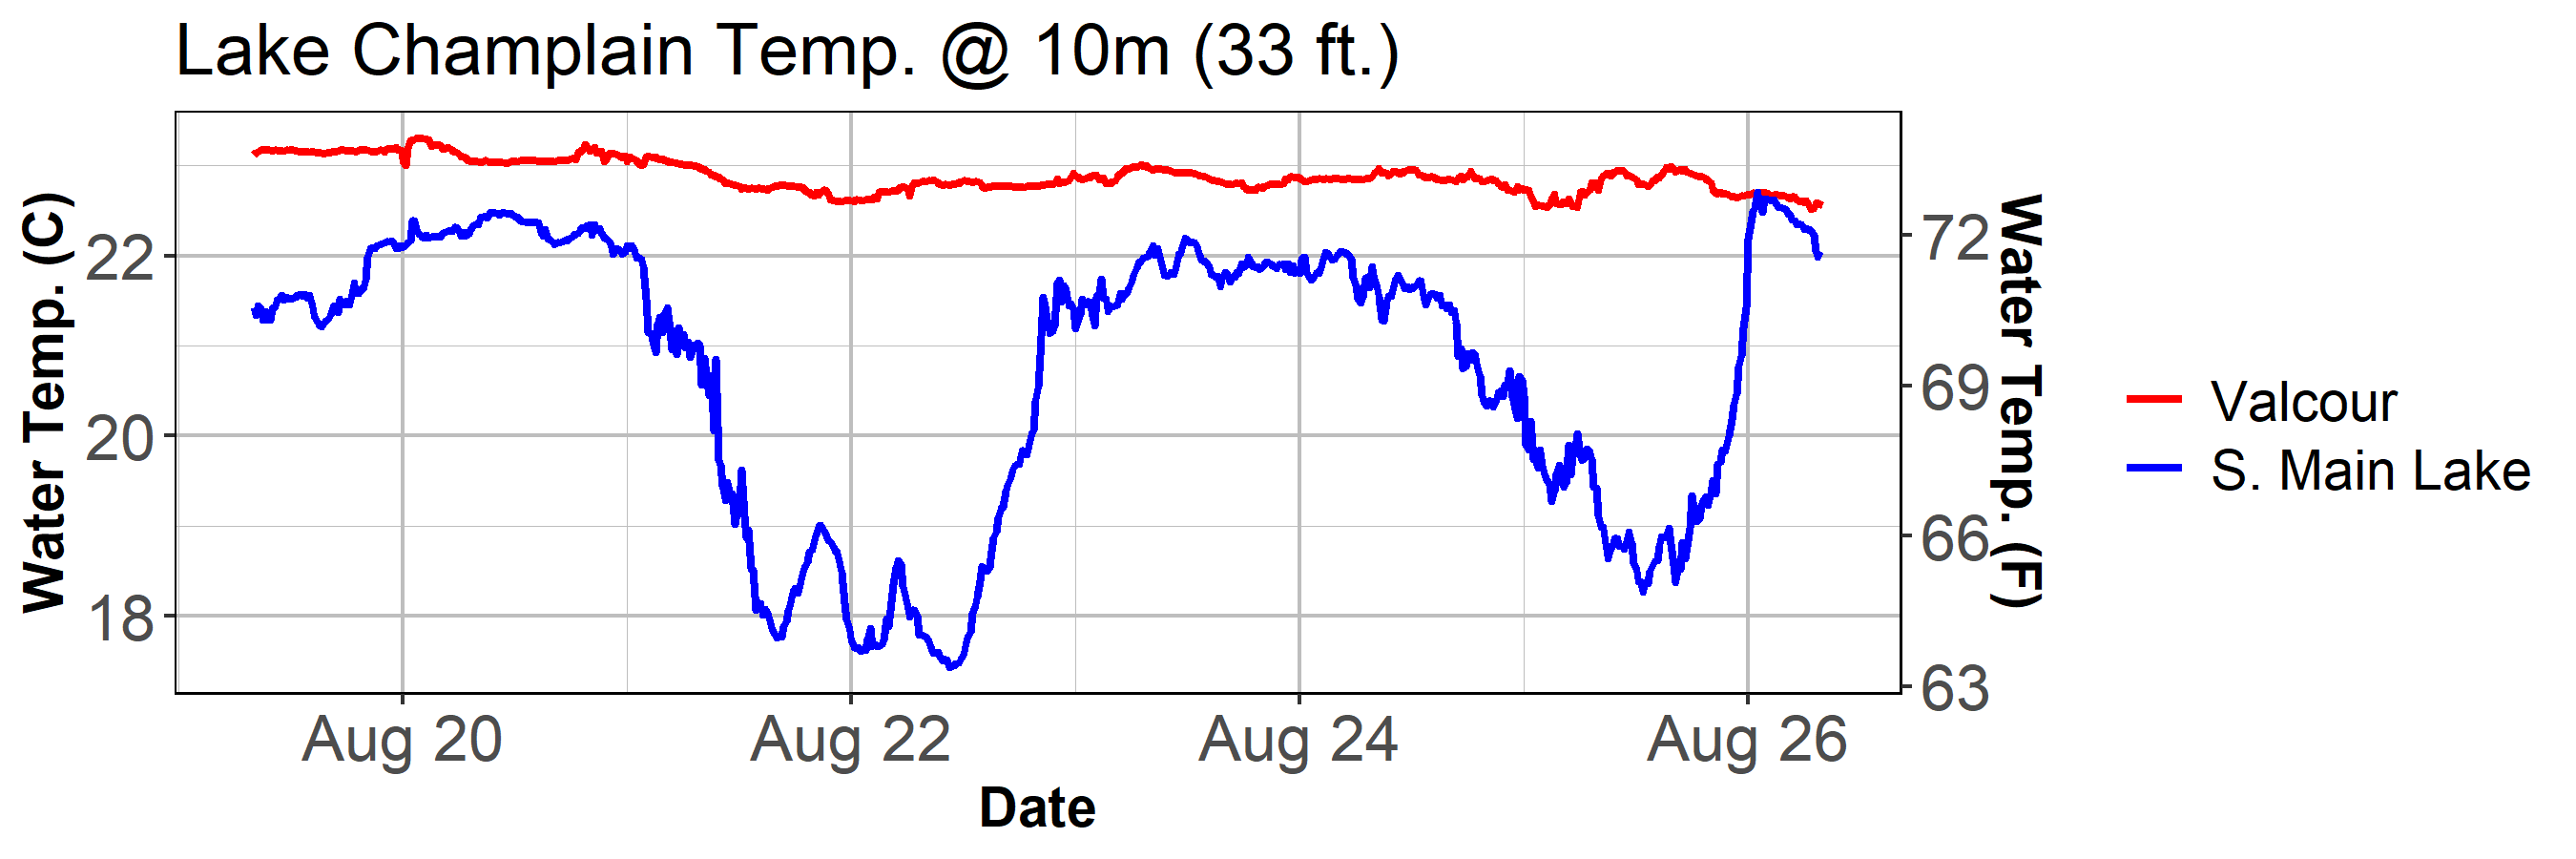 Lake Champlain Temp. @ 10m (33 ft.)
Water Temp. (C)
22
20
18
72
69
66
63
Water Temp. (F)
Aug 20
Aug 22
Aug 24
Aug 26
Date
Valcour
S. Main Lake